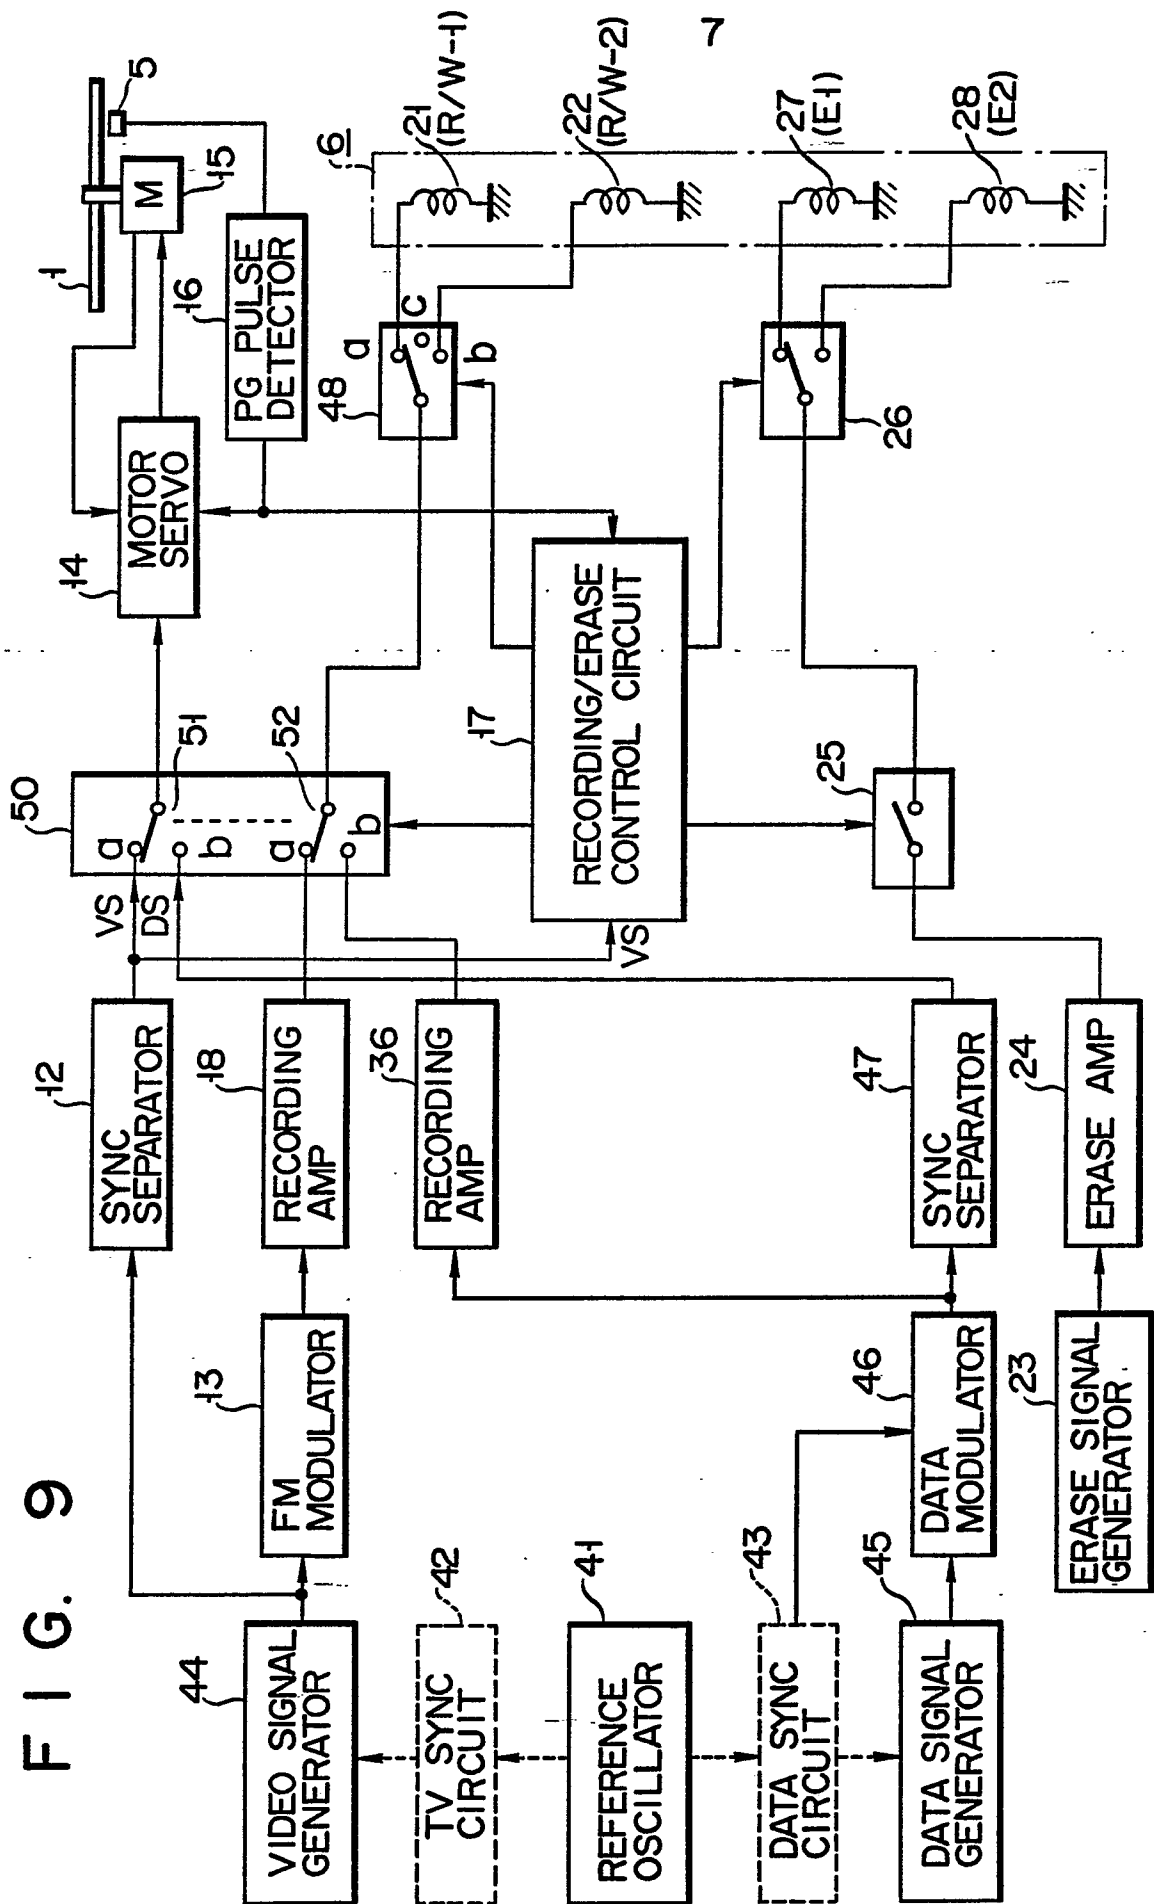 FIG. 9
7
44
VIDEO SIGNAL
GENERATOR
42
TV SYNC
CIRCUIT
41
REFERENCE
OSCILLATOR
43
DATA SYNC
CIRCUIT
45
DATA SIGNAL
GENERATOR
13
FM
MODULATOR
46
DATA
MODULATOR
23
ERASE SIGNAL
GENERATOR
12
SYNC
SEPARATOR
18
RECORDING
AMP
36
RECORDING
AMP
47
SYNC
SEPARATOR
24
ERASE AMP
VS
DS
50
a
b
51
a
b
52
VS
17
RECORDING/ERASE
CONTROL CIRCUIT
25
14
MOTOR
SERVO
16
PG PULSE
DETECTOR
48
a
c
b
26
1
M
15
5
6
21
(R/W-1)
22
(R/W-2)
27
(E1)
28
(E2)